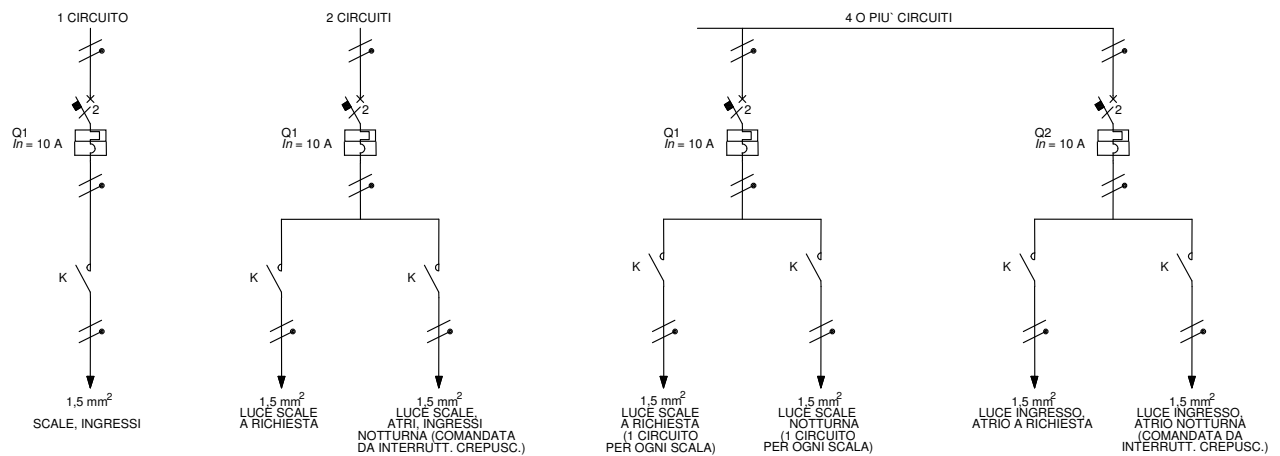 1 CIRCUITO
2 CIRCUITI
4 O PIU` CIRCUITI
2
Q1
In = 10 A
2
Q1
In = 10 A
2
Q1
In = 10 A
2
Q2
In = 10 A
K
K
K
K
K
K
K
1,5 mm²
SCALE, INGRESSI
1,5 mm²
LUCE SCALE
A RICHIESTA
1,5 mm²
LUCE SCALE,
ATRI, INGRESSI
NOTTURNA (COMANDATA
DA INTERRUTT. CREPUSC.)
1,5 mm²
LUCE SCALE
A RICHIESTA
(1 CIRCUITO
PER OGNI SCALA)
1,5 mm²
LUCE SCALE
NOTTURNA
(1 CIRCUITO
PER OGNI SCALA)
1,5 mm²
LUCE INGRESSO,
ATRIO A RICHIESTA
1,5 mm²
LUCE INGRESSO,
ATRIO NOTTURNA
(COMANDATA DA
INTERRUTT. CREPUSC.)